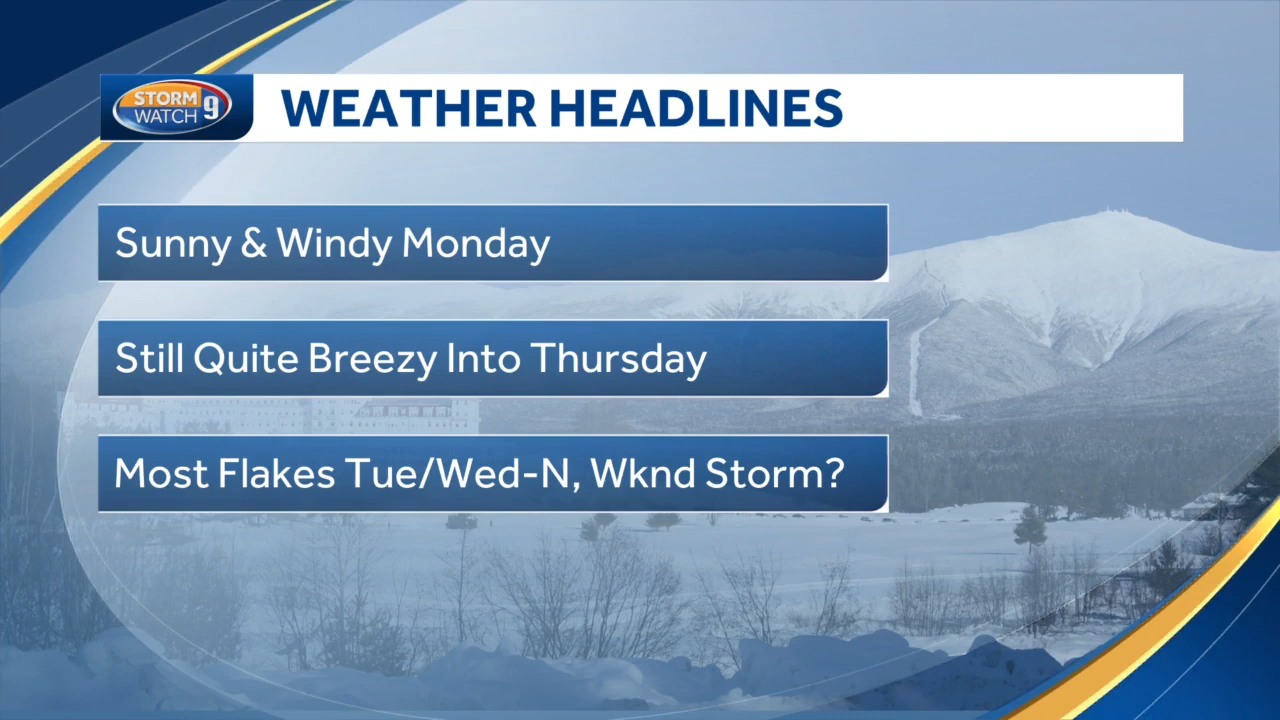 STORM
WATCH 9
WEATHER HEADLINES
Sunny & Windy Monday
Still Quite Breezy Into Thursday
Most Flakes Tue/Wed-N, Wknd Storm?